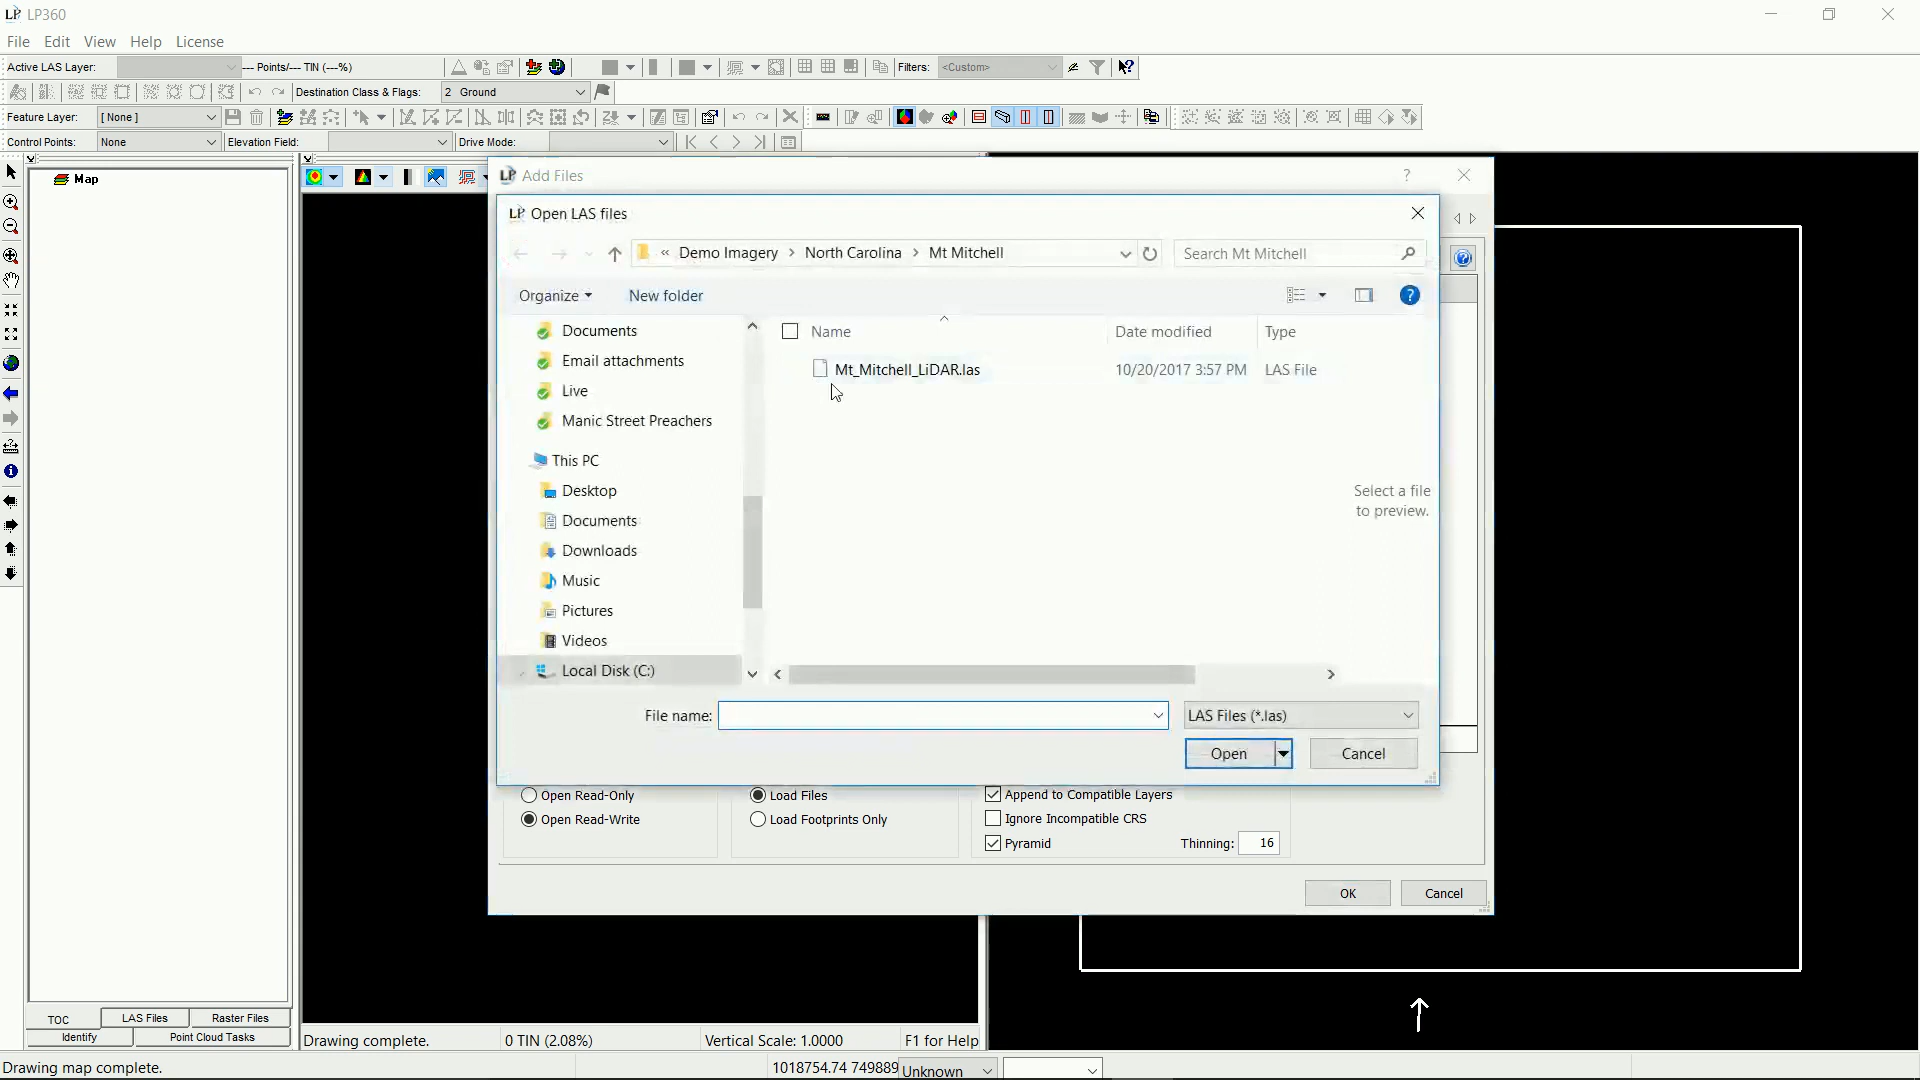 LP360
File Edit View Help License
Active LAS Layer: --- Points/--- TIN (---%) Filters: <Custom>
Destination Class & Flags: 2 Ground
Feature Layer: [ None ]
Control Points: None Elevation Field: Drive Mode:
Map
Add Files
Open LAS files
« Demo Imagery > North Carolina > Mt Mitchell
Search Mt Mitchell
Organize New folder
Documents
Email attachments
Live
Manic Street Preachers
This PC
Desktop
Documents
Downloads
Music
Pictures
Videos
Local Disk (C:)
Name Date modified Type
Mt_Mitchell_LiDAR.las 10/20/2017 3:57 PM LAS File
Select a file
to preview.
File name: LAS Files (*.las)
Open Cancel
Open Read-Only
Open Read-Write
Load Files
Load Footprints Only
Append to Compatible Layers
Ignore Incompatible CRS
Pyramid Thinning: 16
OK Cancel
TOC LAS Files Raster Files
Identify Point Cloud Tasks
Drawing complete. 0 TIN (2.08%) Vertical Scale: 1.0000 F1 for Help
Drawing map complete. 1018754.74 749889 Unknown